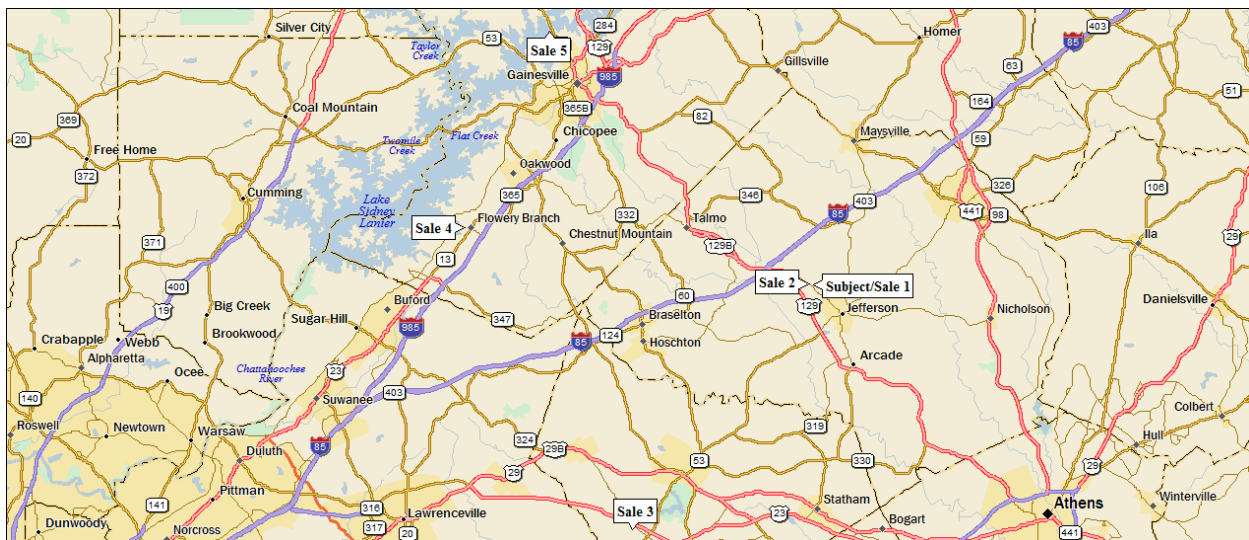 Silver City
Taylor
Creek
53
Sale 5
284
129
Gainesville
985
Homer
403
85
63
Gillsville
51
Coal Mountain
369
20
Free Home
372
365B
Chicopee
Flat Creek
Twomile
Creek
82
164
Maysville
59
Oakwood
365
Cumming
Lake
Sidney
Lanier
332
346
403
85
326
106
441
98
Sale 4
Flowery Branch
Chestnut Mountain
Talmo
129B
Ila
29
371
13
400
19
Sale 2
Subject/Sale 1
129
60
Big Creek
Buford
Sugar Hill
985
347
Braselton
Jefferson
Nicholson
Danielsville
Crabapple
Webb
Brookwood
85
124
Hoschton
Alpharetta
Ocee
Chattahoochee
River
23
403
Arcade
140
Roswell
Newtown
Warsaw
Suwanee
85
Duluth
324
29B
319
Colbert
Hull
29
53
330
29
Pittman
141
316
Lawrenceville
317
20
Sale 3
Statham
23
Bogart
Athens
Winterville
441
Dunwoody
Norcross